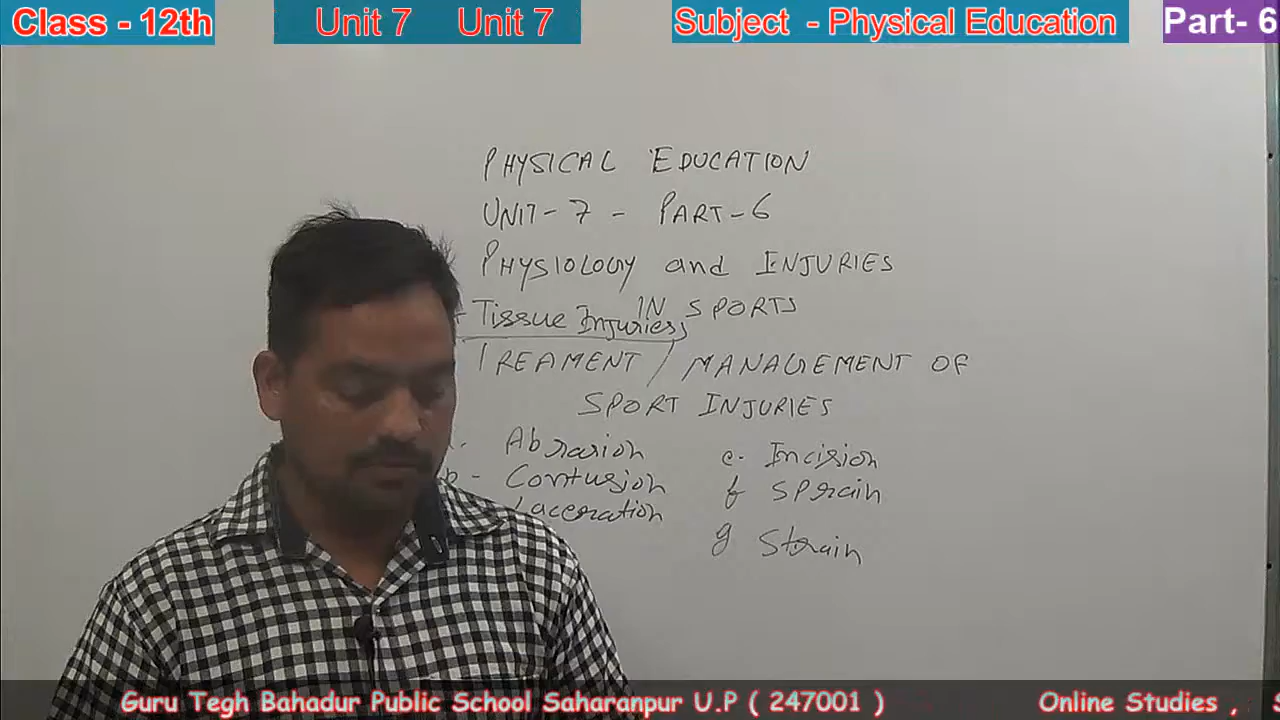 Class - 12th Unit 7 Unit 7 Subject - Physical Education Part- 6
PHYSICAL EDUCATION
UNIT-7 - PART-6
PHYSIOLOGY and INJURIES
IN SPORTS
Tissue Injuries
TREAMENT / MANAGEMENT OF
SPORT INJURIES
Abrasion
Contusion
Laceration
e. Incision
f Sprain
g Strain
Guru Tegh Bahadur Public School Saharanpur U.P ( 247001 ) Online Studies ,